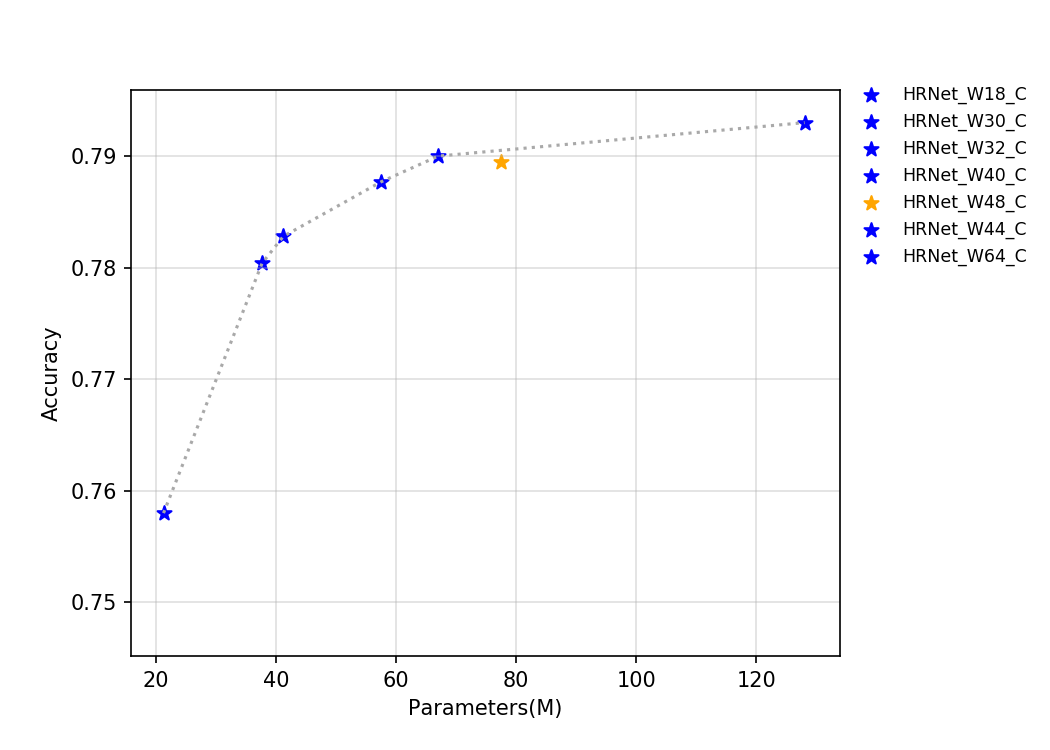 HRNet_W18_C
HRNet_W30_C
HRNet_W32_C
HRNet_W40_C
HRNet_W48_C
HRNet_W44_C
HRNet_W64_C
0.79
0.78
0.77
0.76
0.75
Accuracy
20 40 60 80 100 120
Parameters(M)